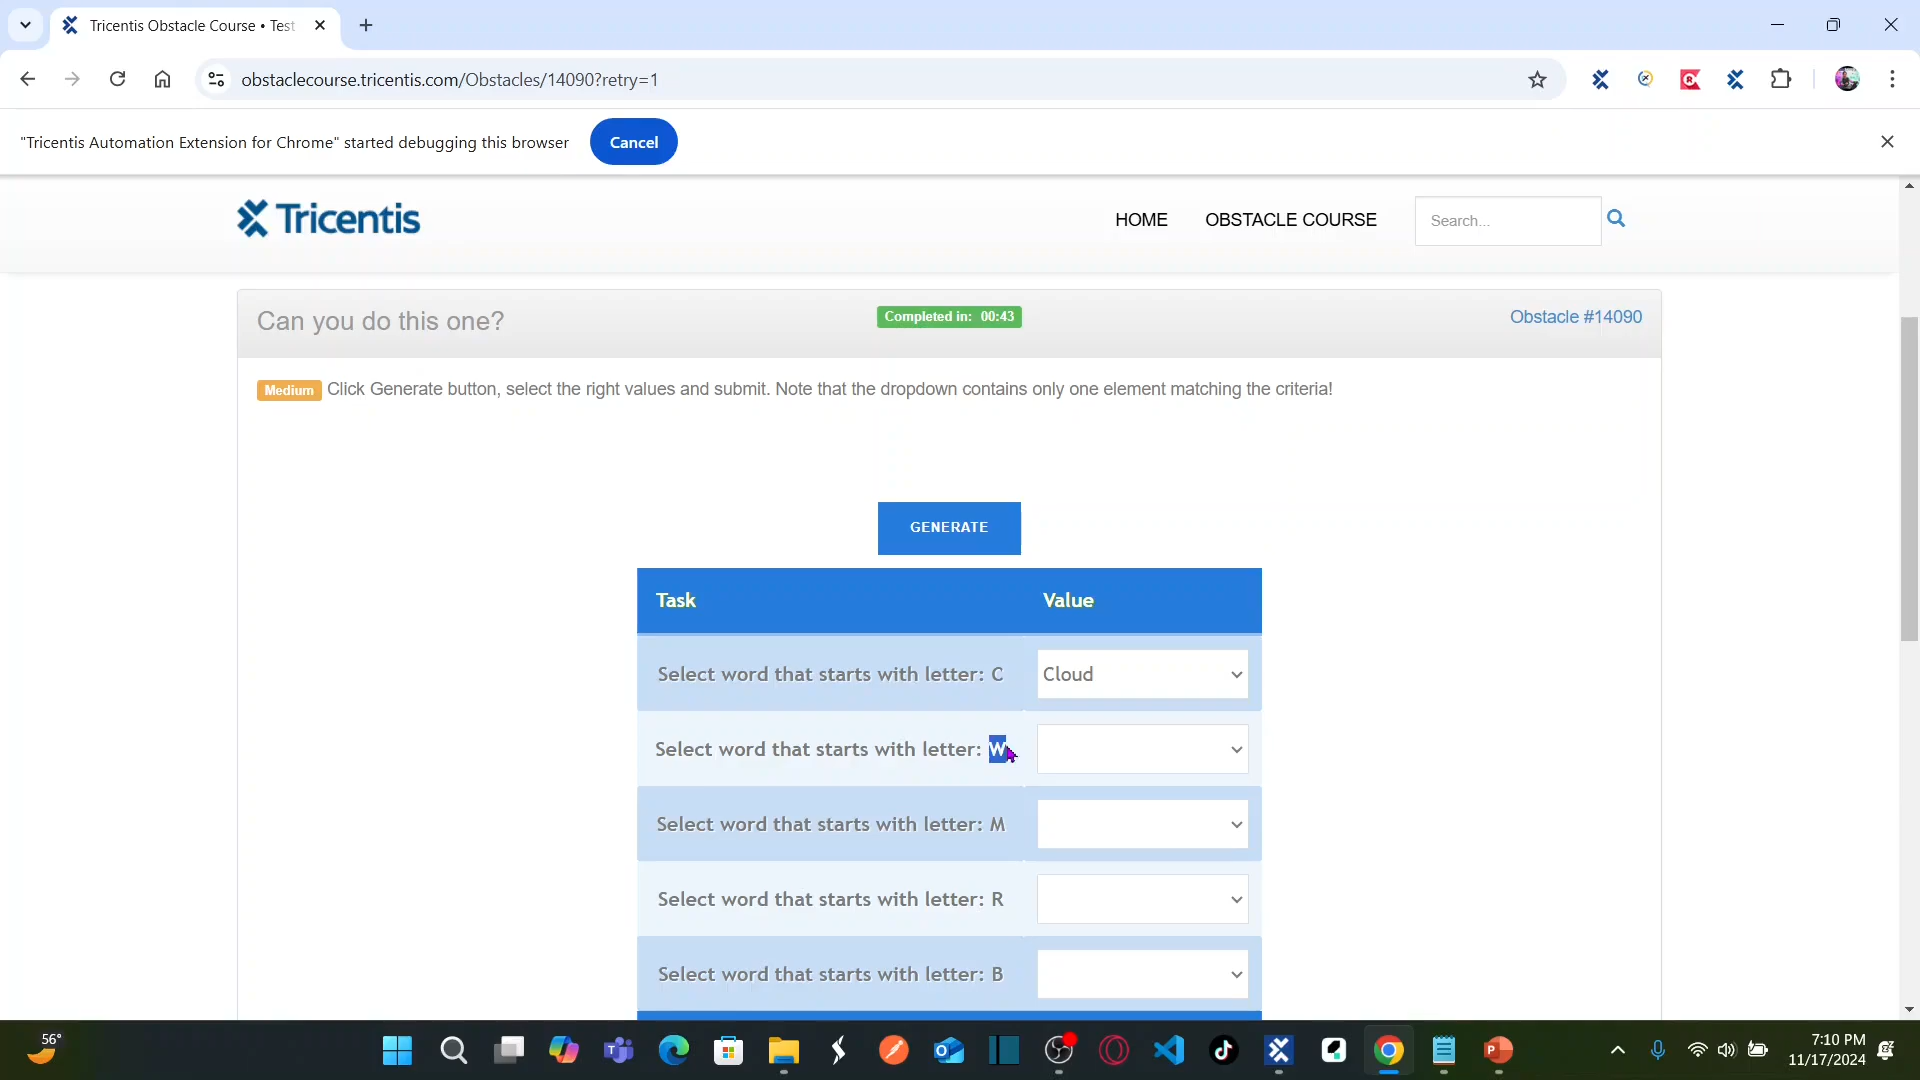 Tricentis Obstacle Course • Test
obstaclecourse.tricentis.com/Obstacles/14090?retry=1
"Tricentis Automation Extension for Chrome" started debugging this browser
Cancel
Tricentis
HOME
OBSTACLE COURSE
Search...
Can you do this one?
Completed in: 00:43
Obstacle #14090
Medium Click Generate button, select the right values and submit. Note that the dropdown contains only one element matching the criteria!
GENERATE
Task Value
Select word that starts with letter: C Cloud
Select word that starts with letter: W
Select word that starts with letter: M
Select word that starts with letter: R
Select word that starts with letter: B
56°
7:10 PM
11/17/2024